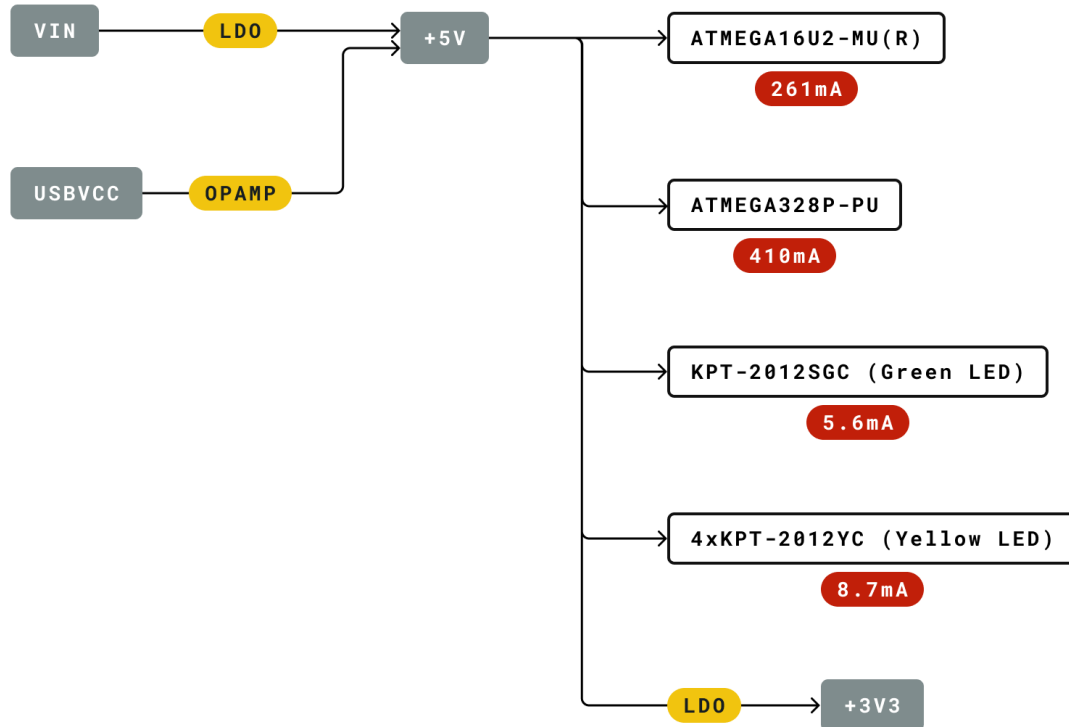 VIN
LDO
+5V
ATMEGA16U2-MU(R)
261mA
USBVCC
OPAMP
ATMEGA328P-PU
410mA
KPT-2012SGC (Green LED)
5.6mA
4xKPT-2012YC (Yellow LED)
8.7mA
LDO
+3V3